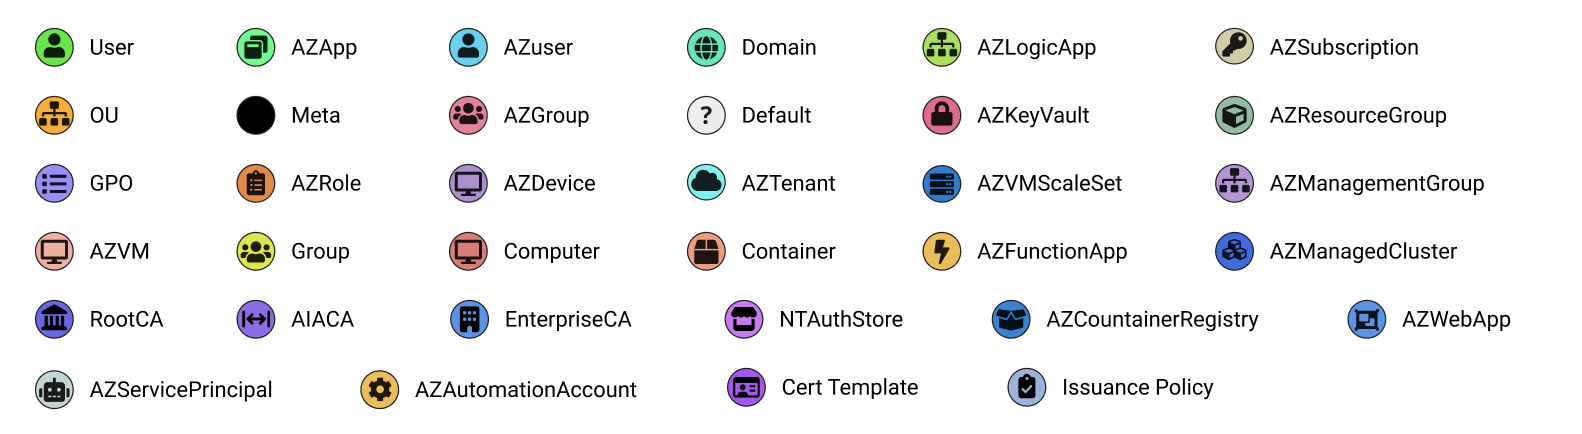 User AZApp AZuser Domain AZLogicApp AZSubscription
OU Meta AZGroup ? Default AZKeyVault AZResourceGroup
GPO AZRole AZDevice AZTenant AZVMScaleSet AZManagementGroup
AZVM Group Computer Container AZFunctionApp AZManagedCluster
RootCA AIACA EnterpriseCA NTAuthStore AZCountainerRegistry AZWebApp
AZServicePrincipal AZAutomationAccount Cert Template Issuance Policy